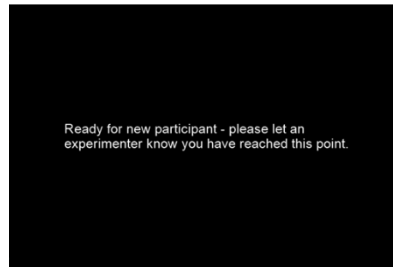 Ready for new participant - please let an
experimenter know you have reached this point.